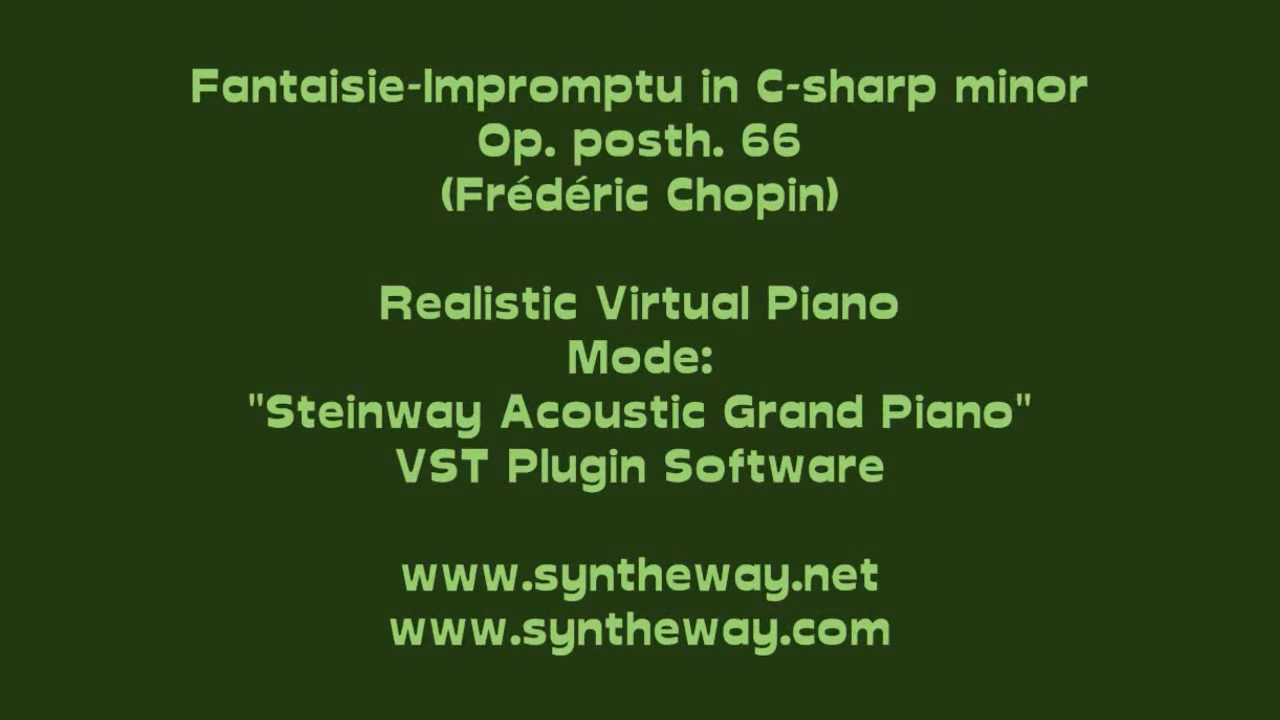 Fantaisie-Impromptu in C-sharp minor
Op. posth. 66
(Frédéric Chopin)
Realistic Virtual Piano
Mode:
"Steinway Acoustic Grand Piano"
VST Plugin Software
www.syntheway.net
www.syntheway.com